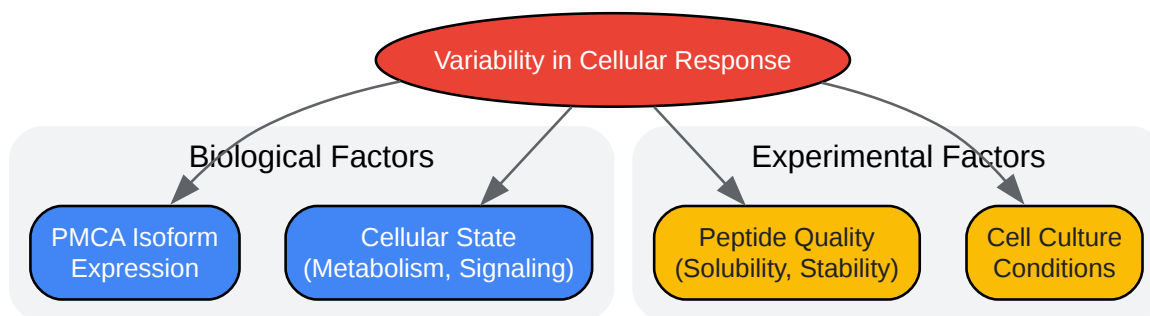 Variability in Cellular Response
Biological Factors
Experimental Factors
PMCA Isoform
Expression
Cellular State
(Metabolism, Signaling)
Peptide Quality
(Solubility, Stability)
Cell Culture
Conditions